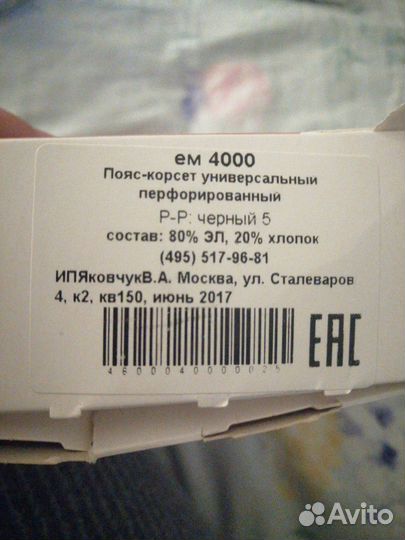 ем 4000
Пояс-корсет универсальный
перфорированный
Р-Р: черный 5
состав: 80% ЭЛ, 20% хлопок
(495) 517-96-81
ИПЯковчукВ.А. Москва, ул. Сталеваров
4, к2, кв150, июнь 2017
EAC
4600040000025
Avito